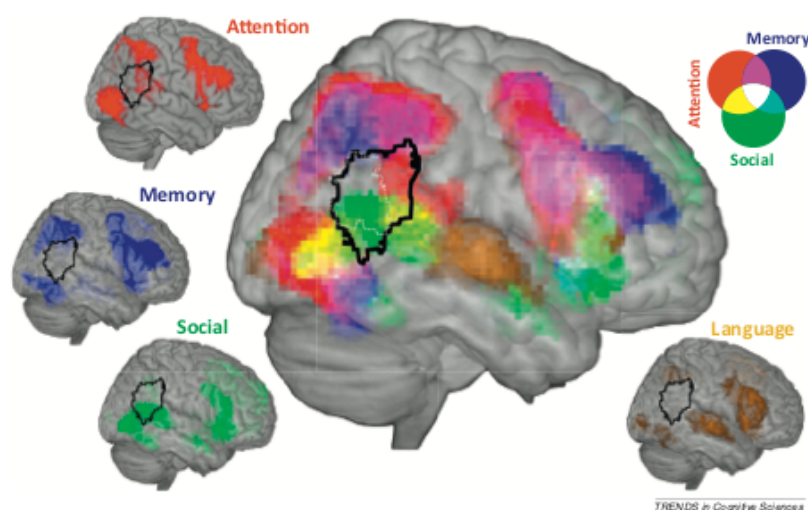 Attention
Memory
Attention
Social
Memory
Social
Language
TRENDS in Cognitive Sciences